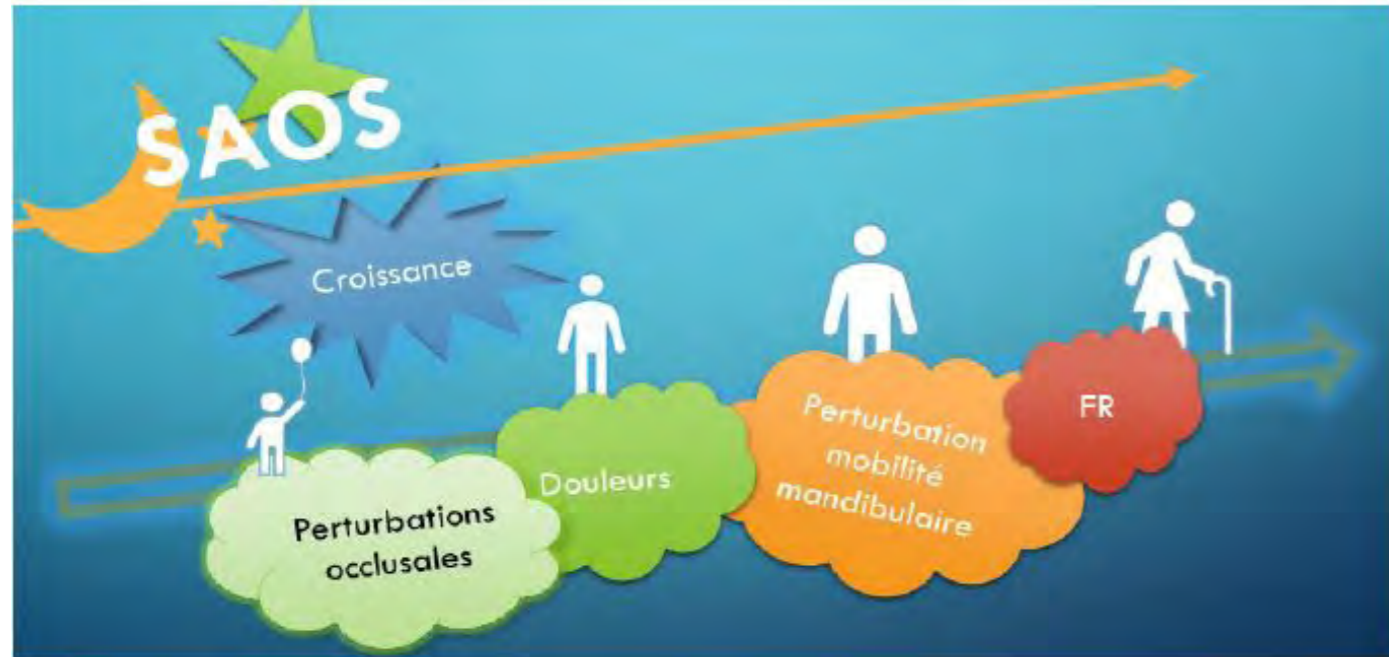 SAOS
Croissance
Perturbations
occlusales
Douleurs
Perturbation
mobilité
mandibulaire
FR